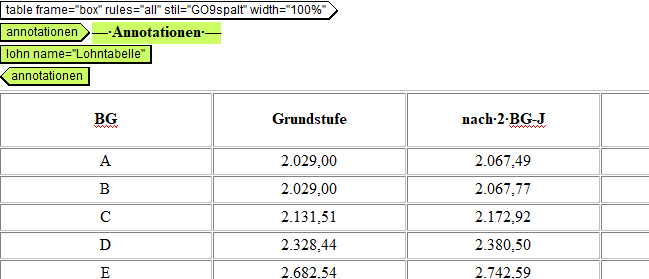 table frame="box" rules="all" stil="GO9spalt" width="100%"
annotationen —·Annotationen·—
lohn name="Lohntabelle"
annotationen
BG Grundstufe nach·2·BG-J
A 2.029,00 2.067,49
B 2.029,00 2.067,77
C 2.131,51 2.172,92
D 2.328,44 2.380,50
E 2.682,54 2.742,59